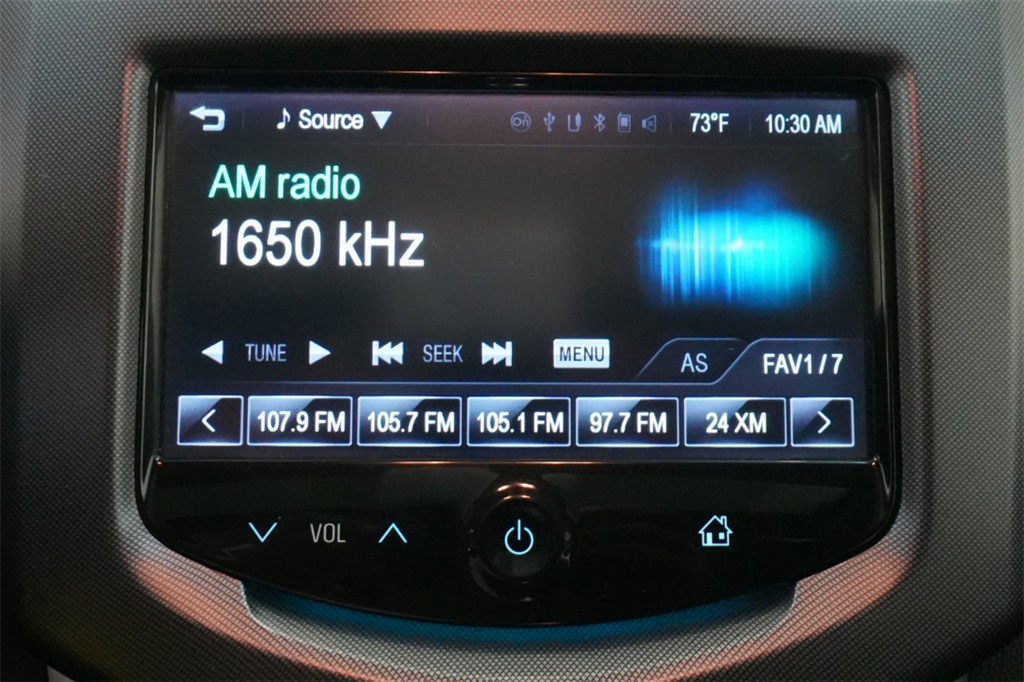 Source 73°F 10:30 AM
AM radio
1650 kHz
TUNE SEEK MENU AS FAV1/7
107.9 FM 105.7 FM 105.1 FM 97.7 FM 24 XM
VOL